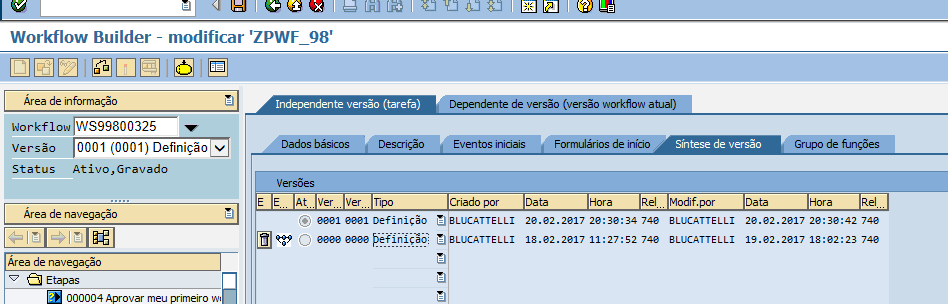 Workflow Builder - modificar 'ZPWF_98'
Área de informação
Workflow WS99800325
Versão 0001 (0001) Definição
Status Ativo,Gravado
Área de navegação
Área de navegação
Etapas
000004 Aprovar meu primeiro wo
Independente versão (tarefa) Dependente de versão (versão workflow atual)
Dados básicos Descrição Eventos iniciais Formulários de início Síntese de versão Grupo de funções
Versões
E E... At... Ver... Ver... Tipo Criado por Data Hora Rel... Modif.por Data Hora Rel...
0001 0001 Definição BLUCATTELLI 20.02.2017 20:30:34 740 BLUCATTELLI 20.02.2017 20:30:42 740
0000 0000 Definição BLUCATTELLI 18.02.2017 11:27:52 740 BLUCATTELLI 19.02.2017 18:02:23 740